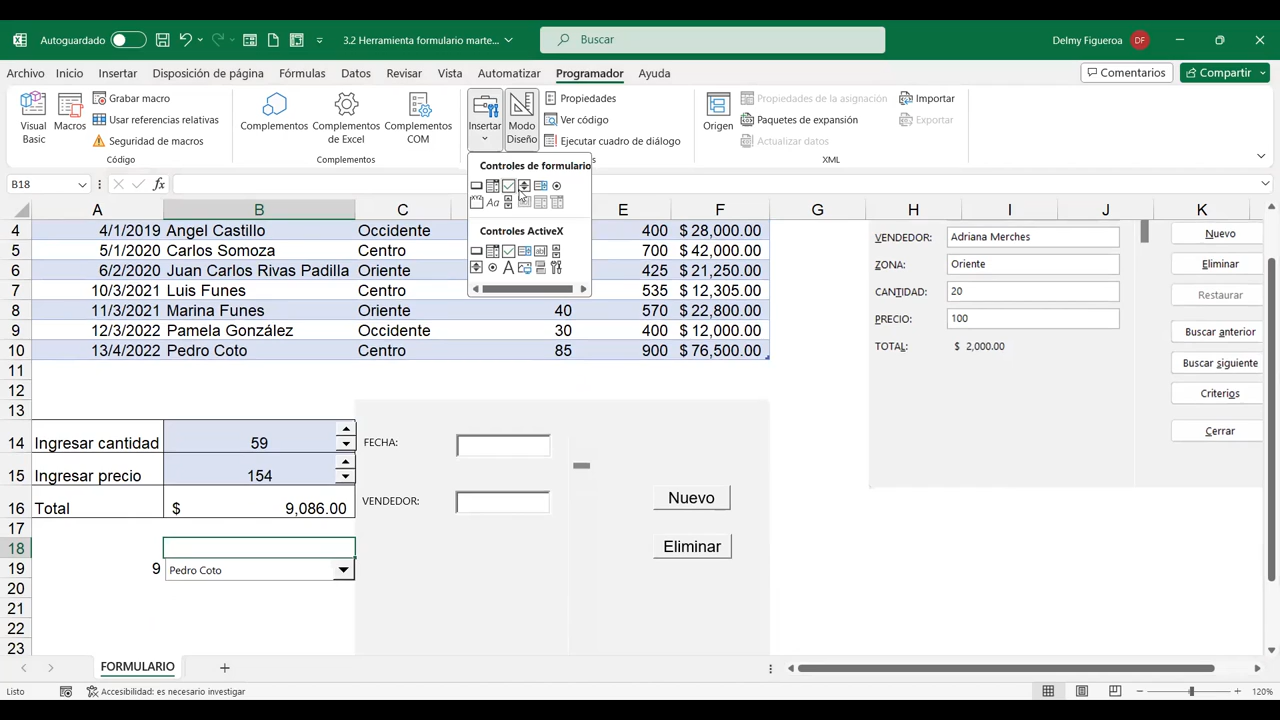 Autoguardado
3.2 Herramienta formulario marte...
Buscar
Delmy Figueroa DF
Archivo Inicio Insertar Disposición de página Fórmulas Datos Revisar Vista Automatizar Programador Ayuda
Comentarios Compartir
Visual Basic
Macros
Grabar macro
Usar referencias relativas
Seguridad de macros
Código
Complementos
Complementos de Excel
Complementos COM
Complementos
Insertar
Modo Diseño
Propiedades
Ver código
Ejecutar cuadro de diálogo
Origen
Propiedades de la asignación
Paquetes de expansión
Actualizar datos
Importar
Exportar
XML
Controles de formulario
Aa
Controles ActiveX
B18 fx
A B C E F G H I J K
4 4/1/2019 Angel Castillo Occidente 400 $ 28,000.00
5 5/1/2020 Carlos Somoza Centro 700 $ 42,000.00
6 6/2/2020 Juan Carlos Rivas Padilla Oriente 425 $ 21,250.00
7 10/3/2021 Luis Funes Centro 535 $ 12,305.00
8 11/3/2021 Marina Funes Oriente 40 570 $ 22,800.00
9 12/3/2022 Pamela González Occidente 30 400 $ 12,000.00
10 13/4/2022 Pedro Coto Centro 85 900 $ 76,500.00
11
12
13
14 Ingresar cantidad 59
15 Ingresar precio 154
16 Total $ 9,086.00
17
18
19 9 Pedro Coto
20
21
22
23
FECHA:
VENDEDOR:
Nuevo
Eliminar
VENDEDOR: Adriana Merches
ZONA: Oriente
CANTIDAD: 20
PRECIO: 100
TOTAL: $ 2,000.00
Nuevo
Eliminar
Restaurar
Buscar anterior
Buscar siguiente
Criterios
Cerrar
FORMULARIO
Listo
Accesibilidad: es necesario investigar
120%